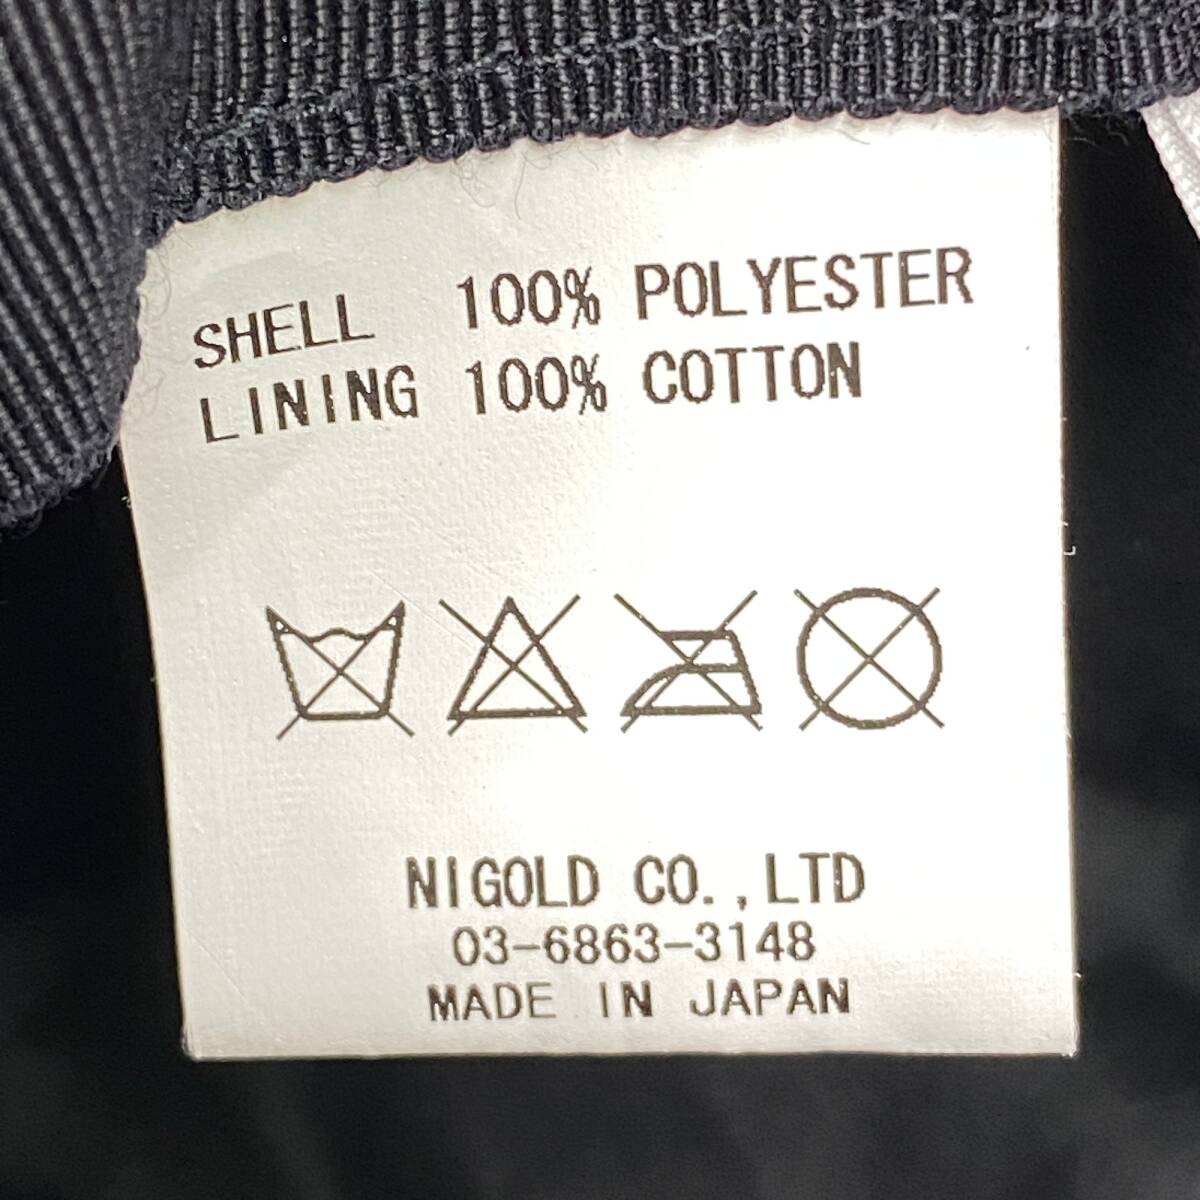 SHELL 100% POLYESTER
LINING 100% COTTON
NIGOLD CO.,LTD
03-6863-3148
MADE IN JAPAN